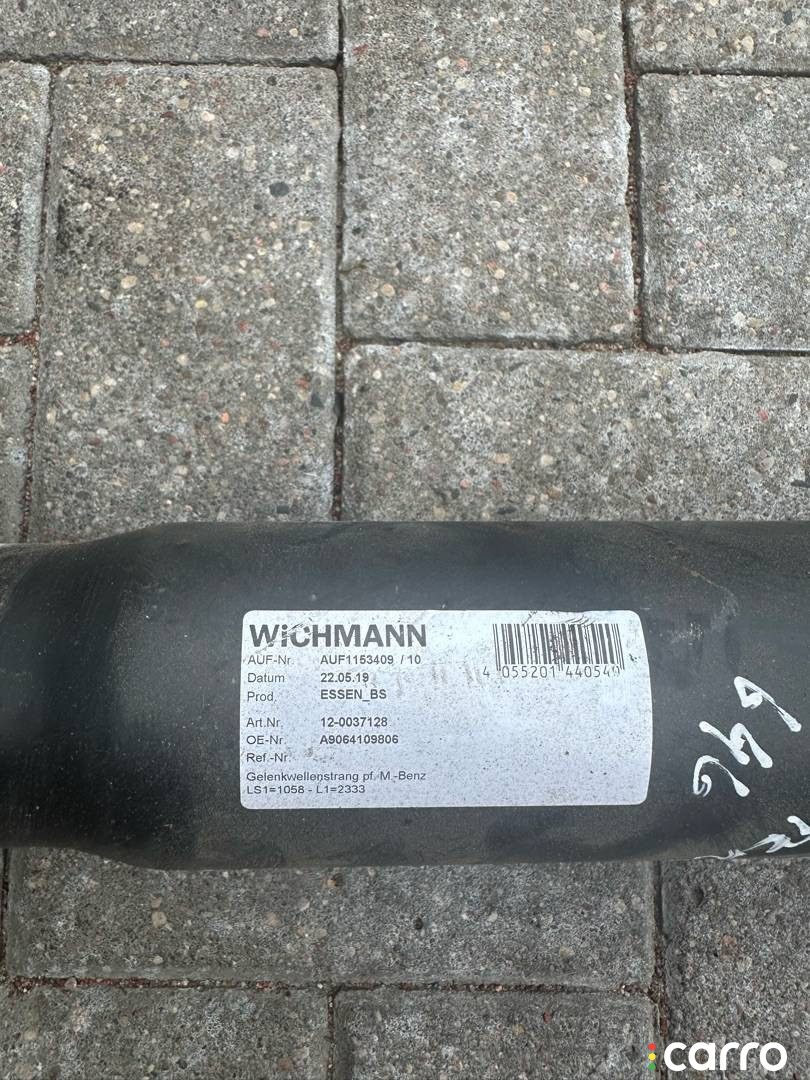 WiCHMANN
AUF-Nr. AUF1153409 / 10
Datum 22.05.19
Prod. ESSEN_BS
4 055201 440540
Art.Nr. 12-0037128
OE-Nr. A9064109806
Ref.-Nr.
Gelenkwellenstrang pf. M.-Benz
LS1=1058 - L1=2333
carro